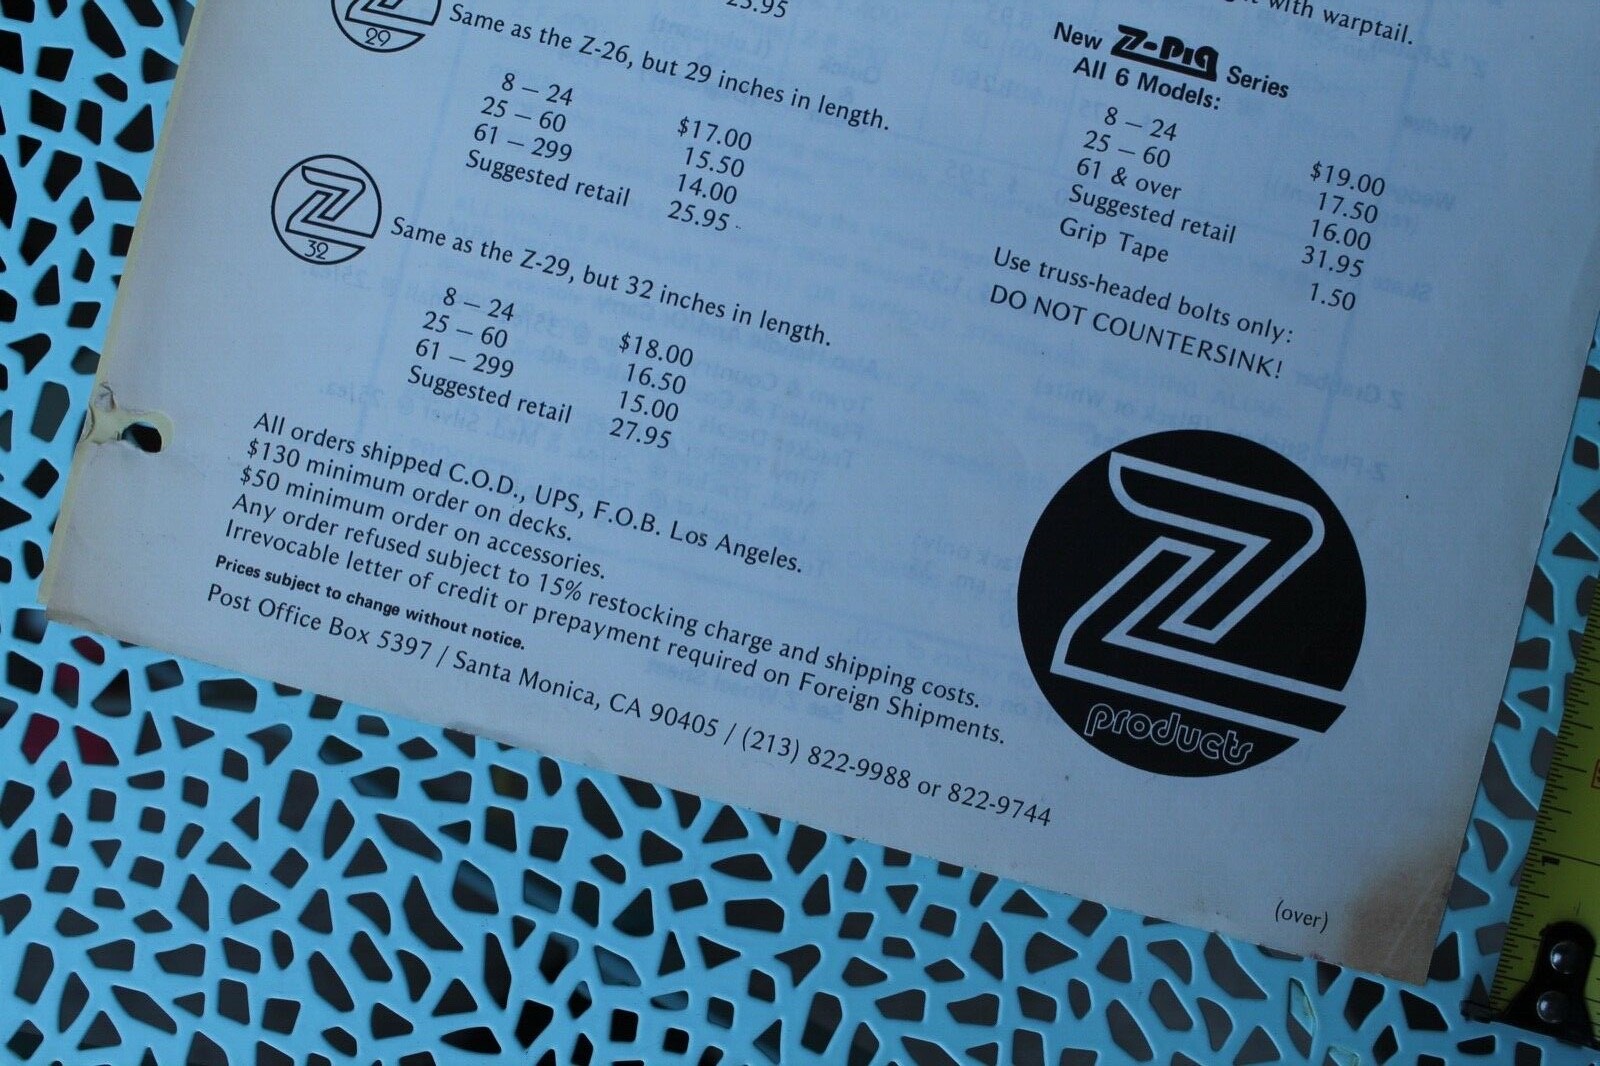 29
23.95
Same as the Z-26, but 29 inches in length.
8 – 24 $17.00
25 – 60 15.50
61 – 299 14.00
Suggested retail 25.95
32
Same as the Z-29, but 32 inches in length.
8 – 24 $18.00
25 – 60 16.50
61 – 299 15.00
Suggested retail 27.95
All orders shipped C.O.D., UPS, F.O.B. Los Angeles.
$130 minimum order on decks.
$50 minimum order on accessories.
Any order refused subject to 15% restocking charge and shipping costs.
Irrevocable letter of credit or prepayment required on Foreign Shipments.
Prices subject to change without notice.
Post Office Box 5397 / Santa Monica, CA 90405 / (213) 822-9988 or 822-9744
with warptail.
New Z-Pig Series
All 6 Models:
8 – 24 $19.00
25 – 60 17.50
61 & over 16.00
Suggested retail 31.95
Grip Tape 1.50
Use truss-headed bolts only:
DO NOT COUNTERSINK!
Z
products
(over)